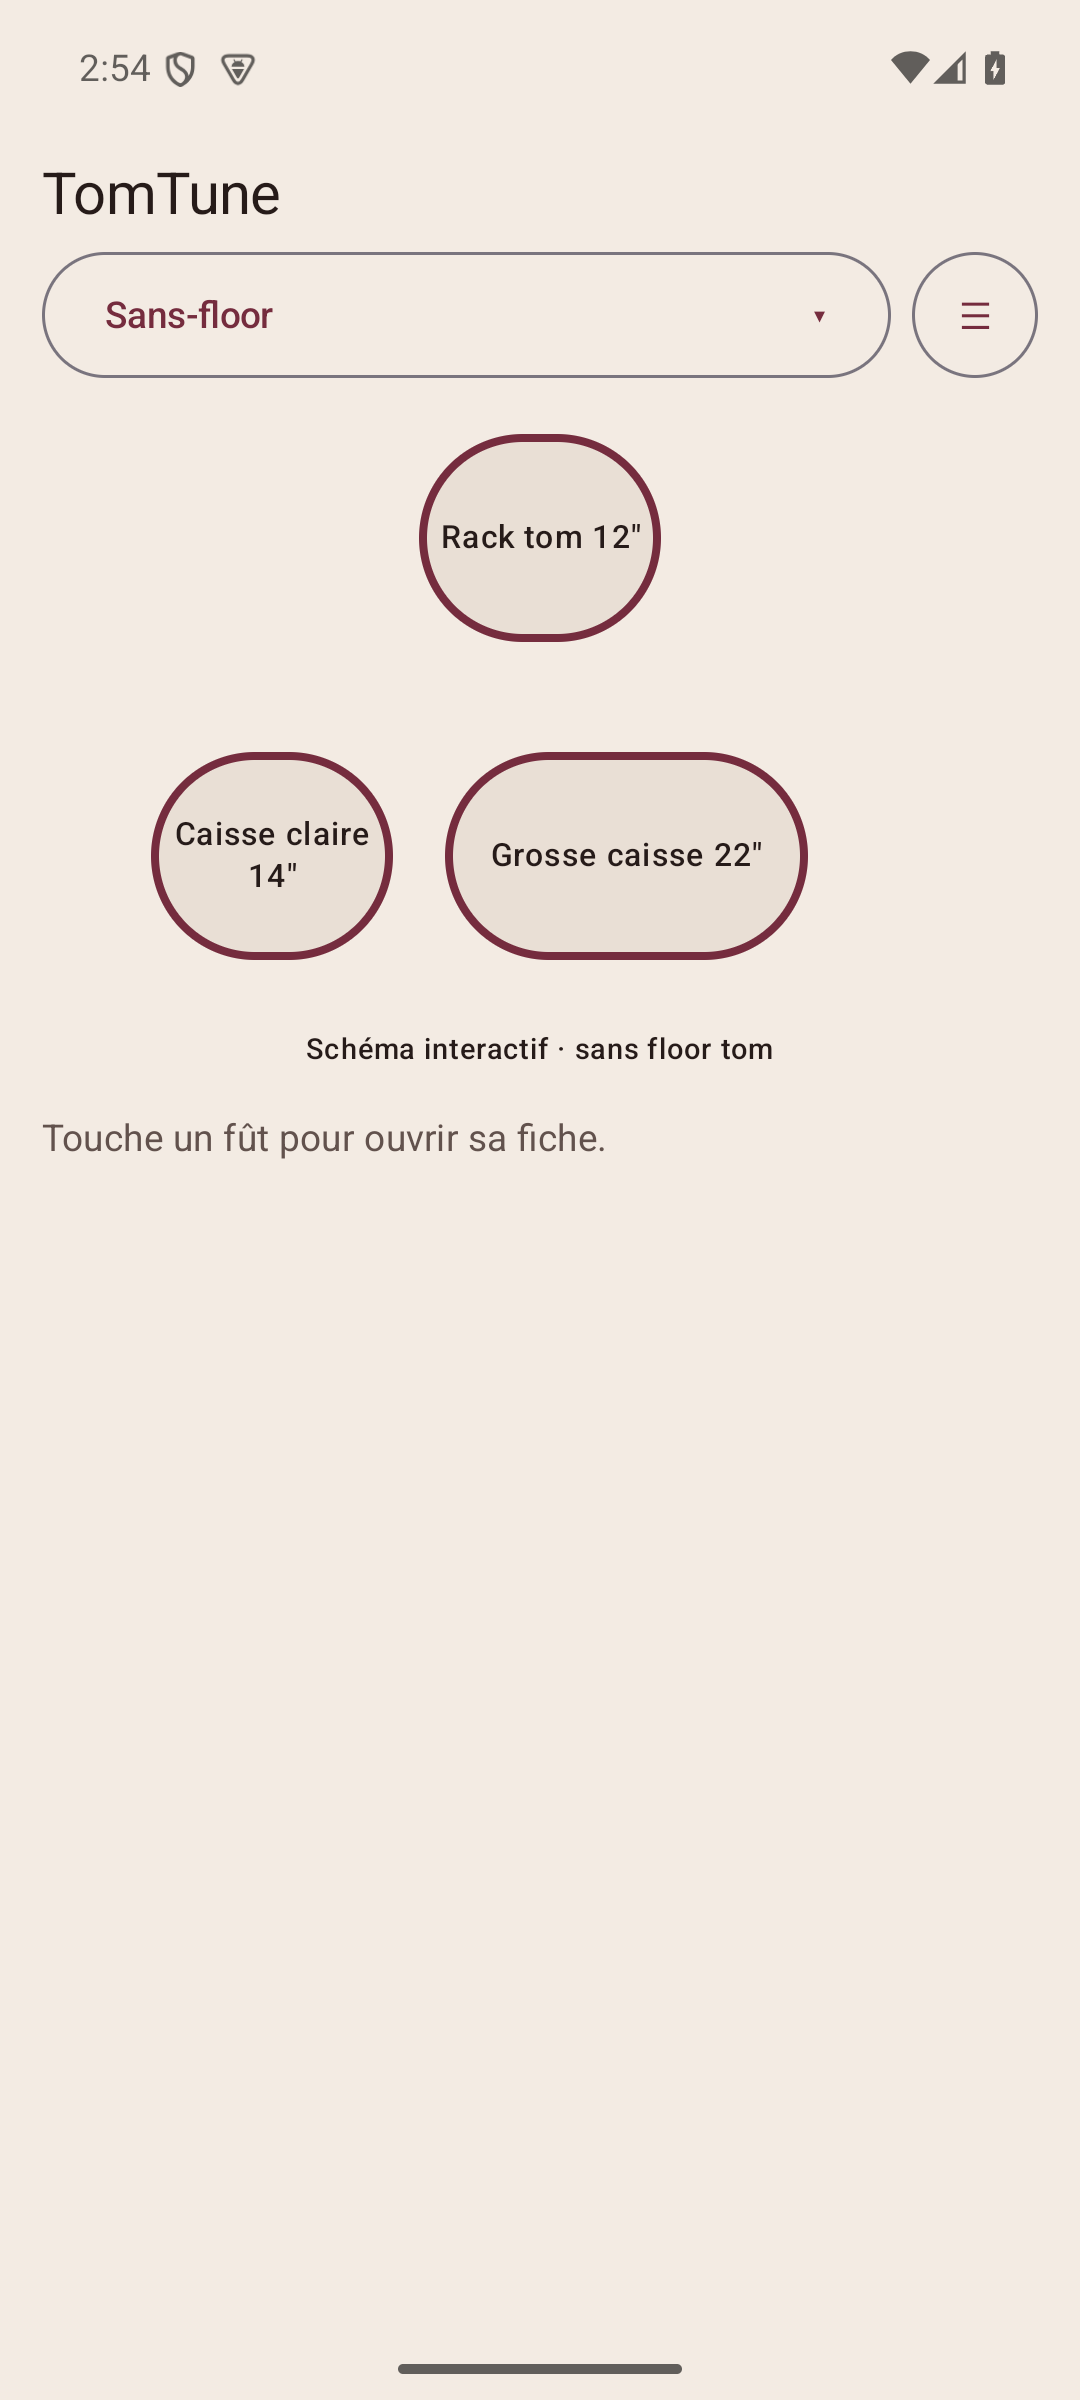 2:54
TomTune
Sans-floor
Rack tom 12"
Caisse claire
14"
Grosse caisse 22"
Schéma interactif · sans floor tom
Touche un fût pour ouvrir sa fiche.